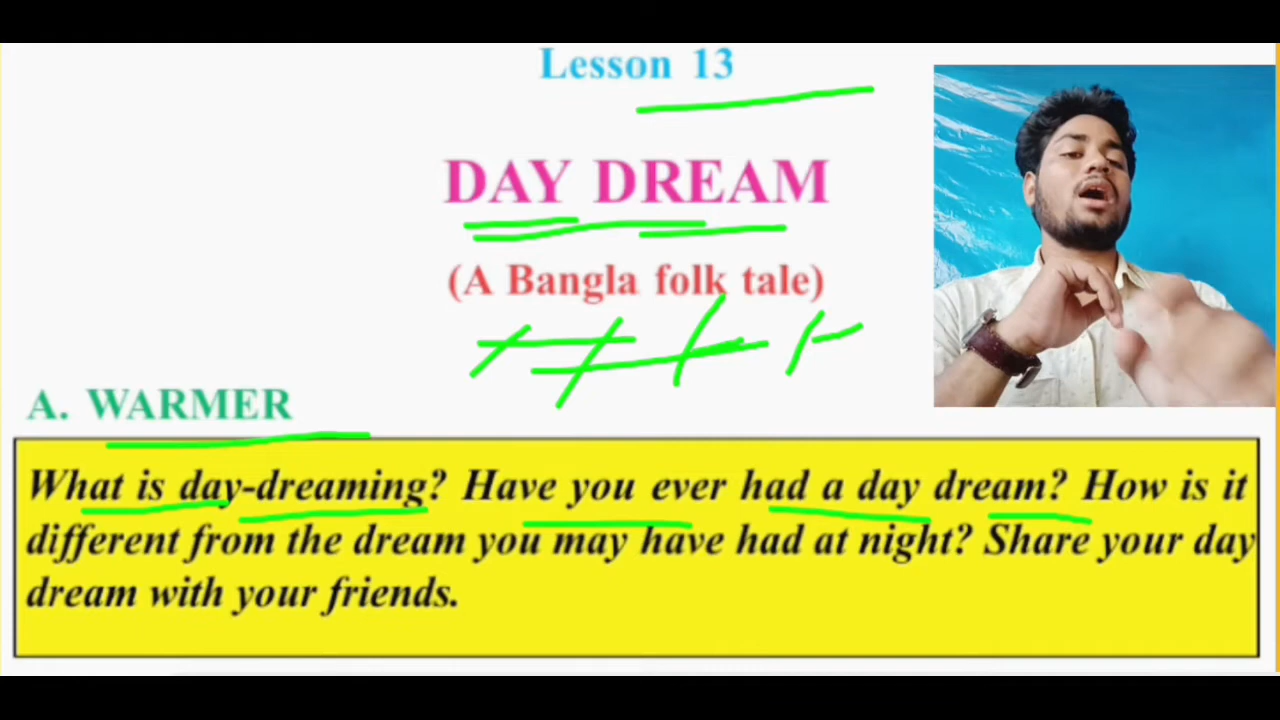 Lesson 13
DAY DREAM
(A Bangla folk tale)
A. WARMER
What is day-dreaming? Have you ever had a day dream? How is it
different from the dream you may have had at night? Share your day
dream with your friends.